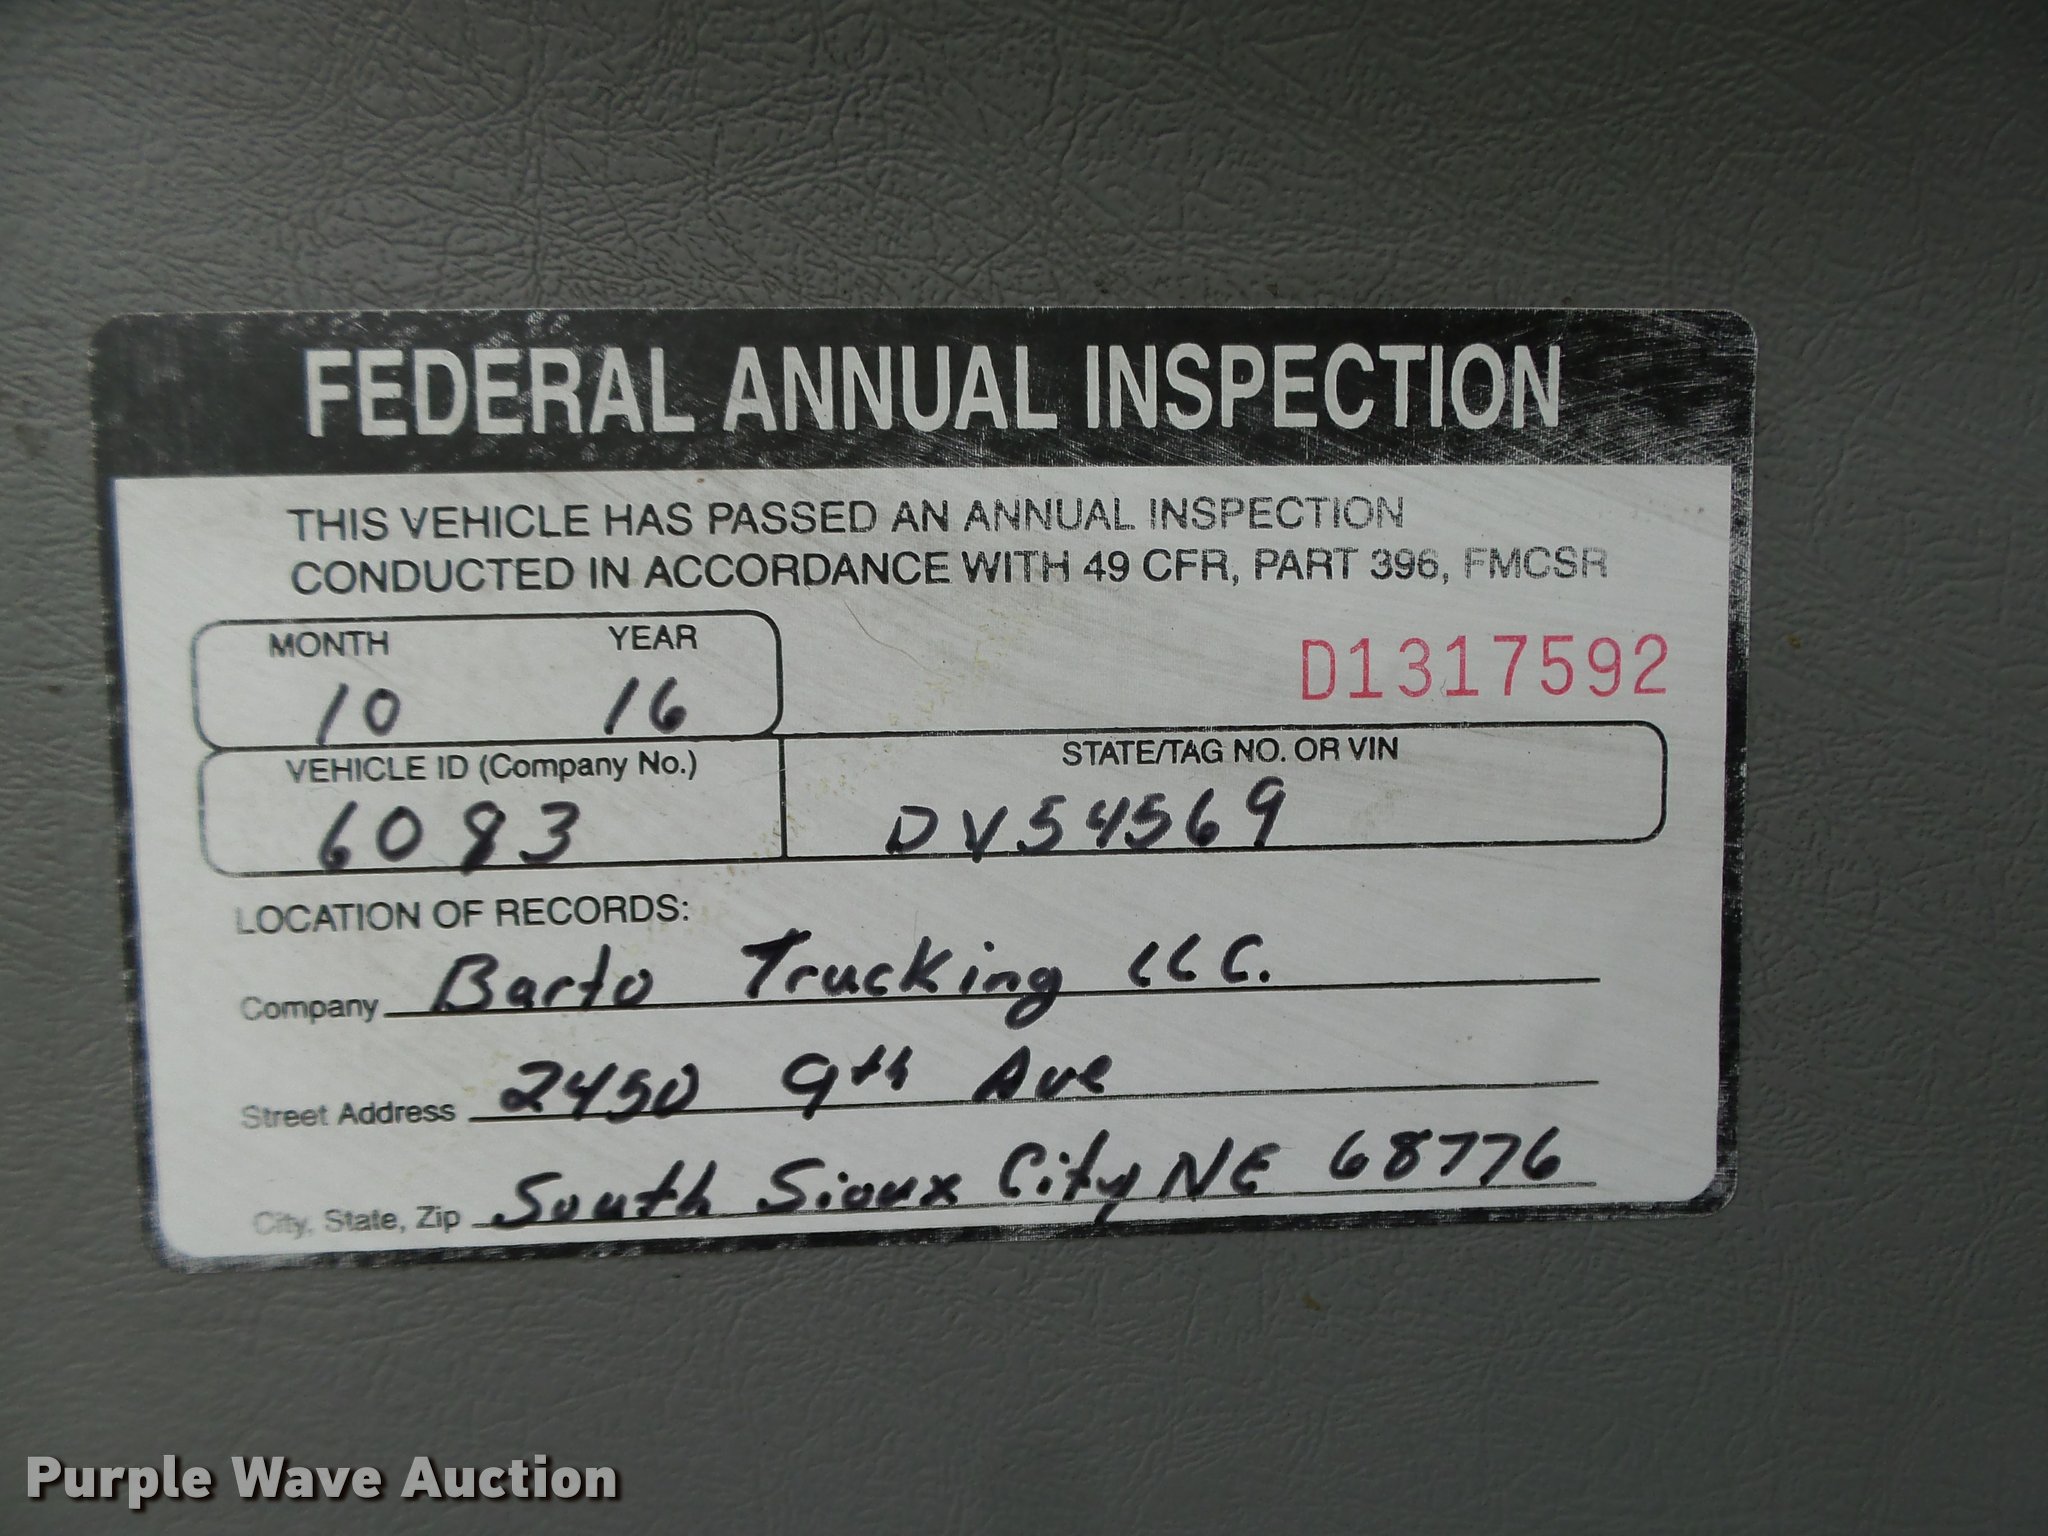 FEDERAL ANNUAL INSPECTION
THIS VEHICLE HAS PASSED AN ANNUAL INSPECTION
CONDUCTED IN ACCORDANCE WITH 49 CFR, PART 396, FMCSR
MONTH YEAR
10 16
D1317592
VEHICLE ID (Company No.)
6083
STATE/TAG NO. OR VIN
DV54569
LOCATION OF RECORDS:
Company Barto Trucking LLC.
Street Address 2450 9th Ave
City, State, Zip South Sioux City NE 68776
Purple Wave Auction